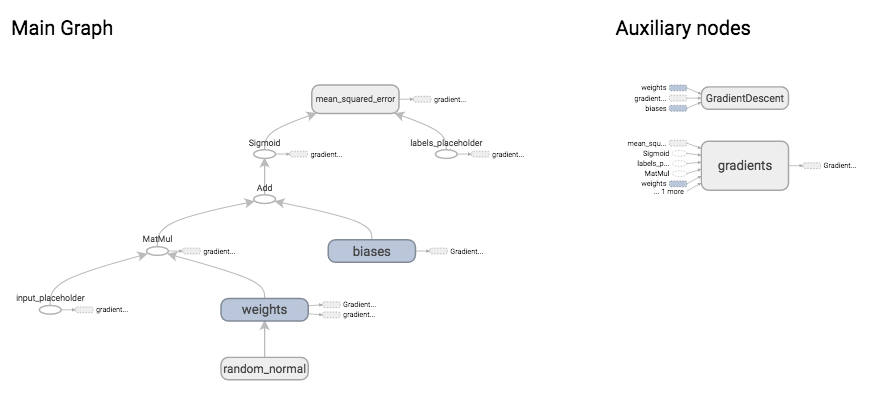 Main Graph
mean_squared_error
gradient...
Sigmoid
gradient...
labels_placeholder
gradient...
Add
MatMul
gradient...
biases
Gradient...
input_placeholder
gradient...
weights
Gradient...
gradient...
random_normal
Auxiliary nodes
weights
gradient...
biases
GradientDescent
mean_squ...
Sigmoid
labels_p...
MatMul
weights
... 1 more
gradients
Gradient...